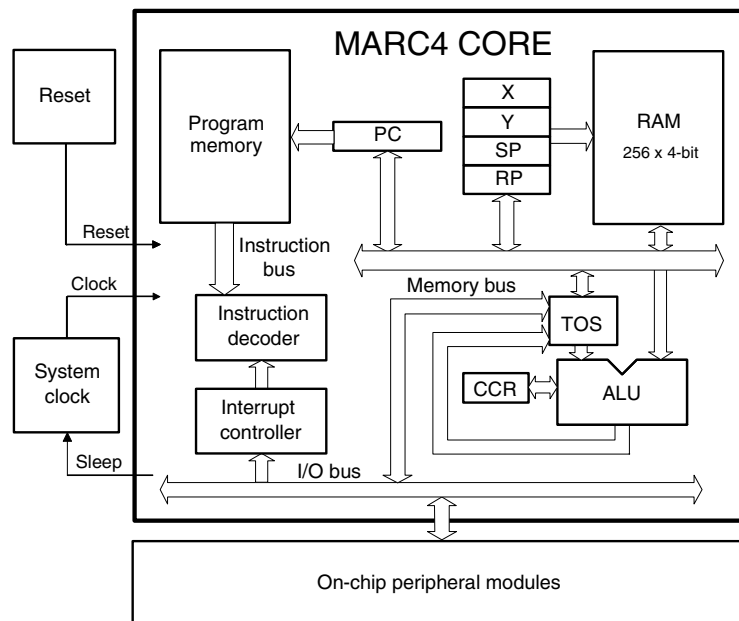 MARC4 CORE
Reset
Program
memory
PC
X
Y
SP
RP
RAM
256 x 4-bit
Reset
Instruction
bus
Clock
Memory bus
Instruction
decoder
TOS
System
clock
CCR
ALU
Interrupt
controller
Sleep
I/O bus
On-chip peripheral modules